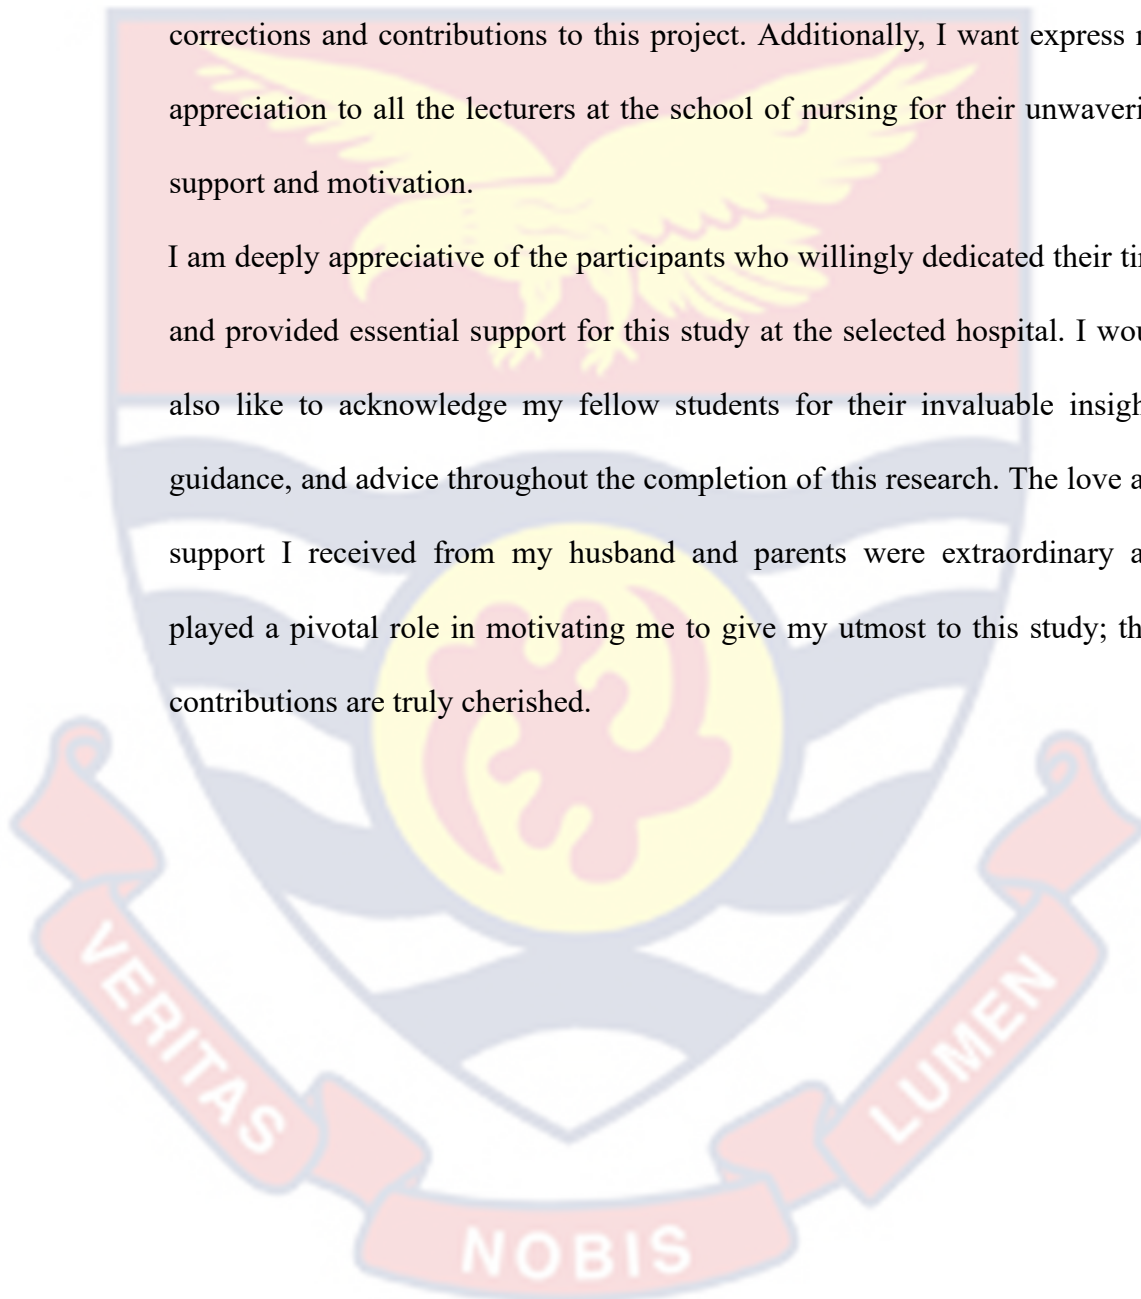 corrections and contributions to this project. Additionally, I want express
appreciation to all the lecturers at the school of nursing for their
support and motivation.
I am deeply appreciative of the participants who willingly dedicated their
and provided essential support for this study at the selected hospital. I
also like to acknowledge my fellow students for their invaluable
guidance, and advice throughout the completion of this research. The love
support I received from my husband and parents were extraordinary
played a pivotal role in motivating me to give my utmost to this study;
contributions are truly cherished.
VERITAS
NOBIS
LUMEN